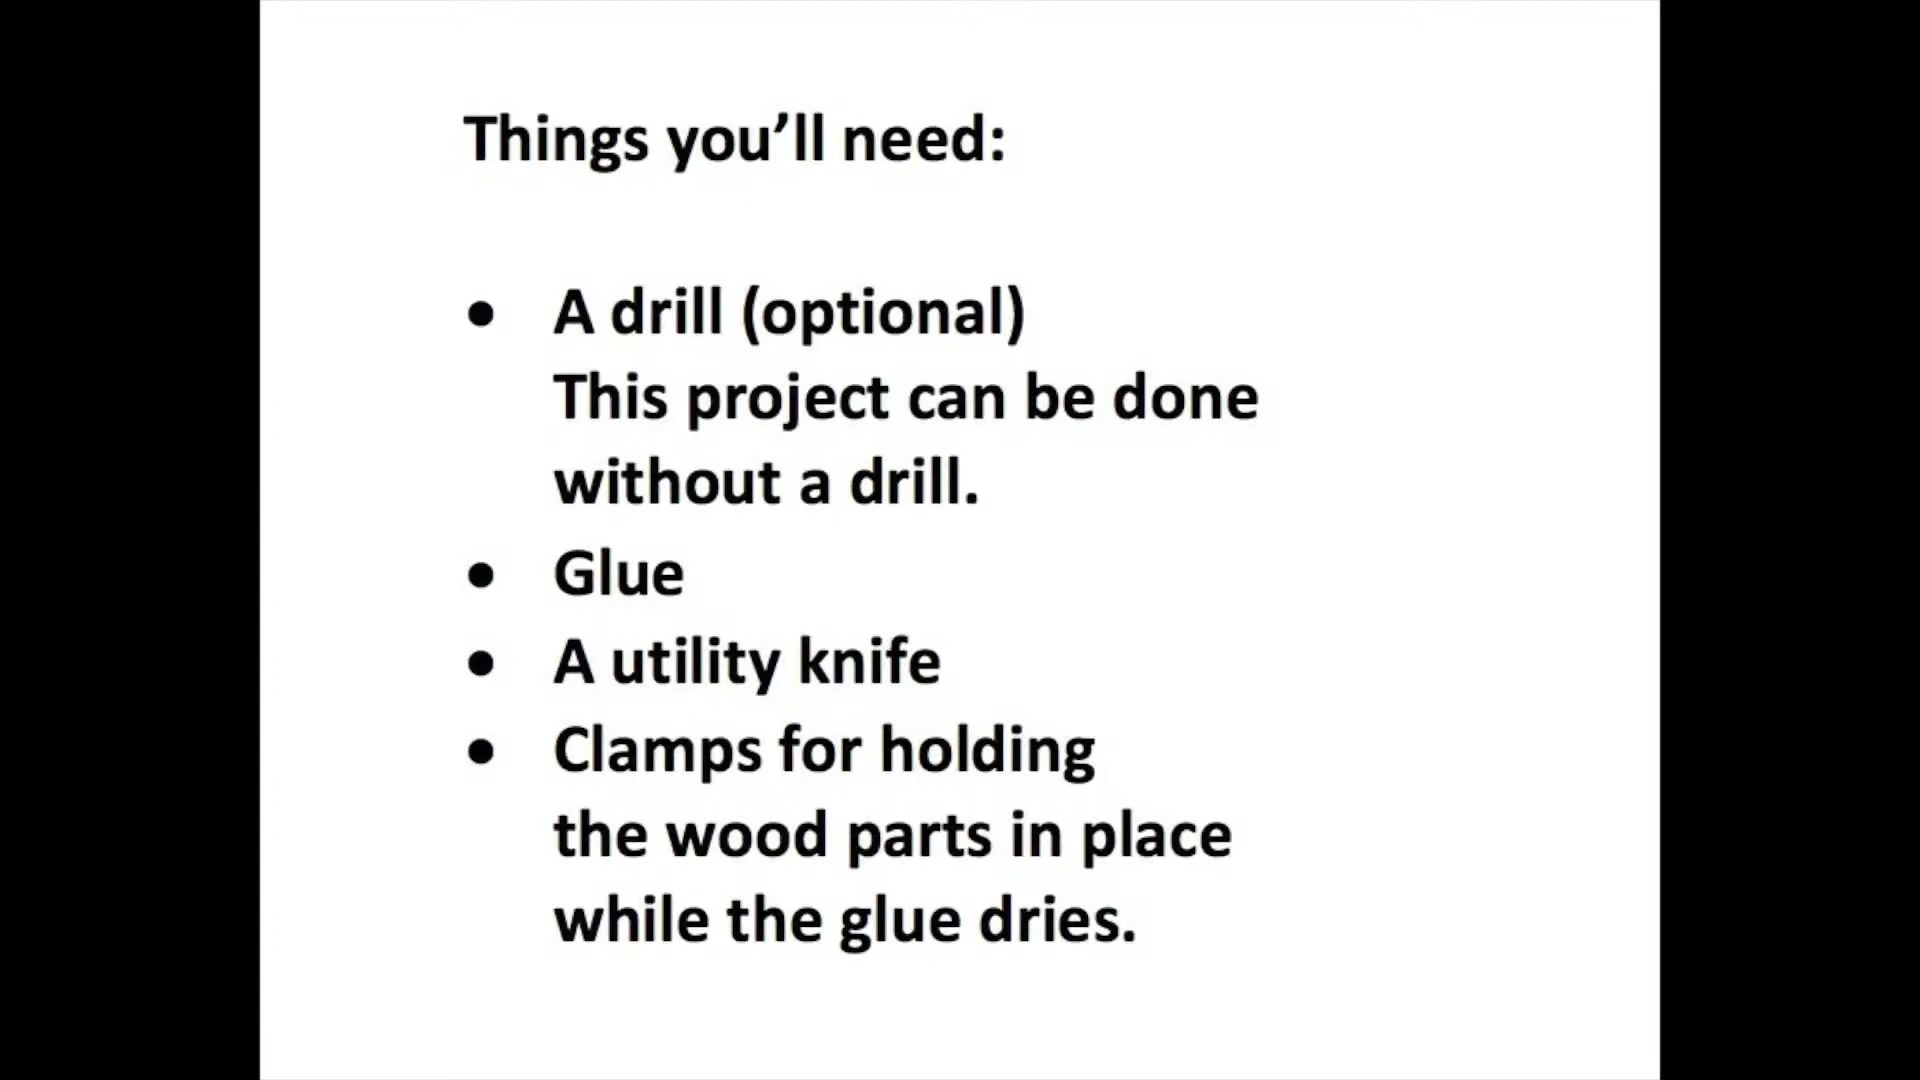 Things you’ll need:
• A drill (optional)
This project can be done
without a drill.
• Glue
• A utility knife
• Clamps for holding
the wood parts in place
while the glue dries.